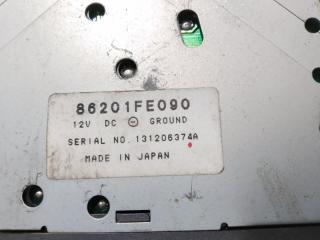 86201FE090
12V DC ⊖ GROUND
SERIAL NO. 131206374A
MADE IN JAPAN